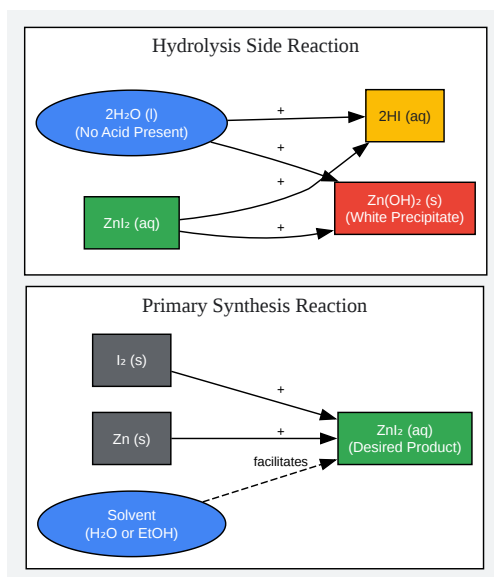 Hydrolysis Side Reaction
2H₂O (l)
(No Acid Present)
+
2HI (aq)
+
+
Zn(OH)₂ (s)
(White Precipitate)
ZnI₂ (aq)
+
Primary Synthesis Reaction
I₂ (s)
+
Zn (s)
+
ZnI₂ (aq)
(Desired Product)
facilitates
Solvent
(H₂O or EtOH)